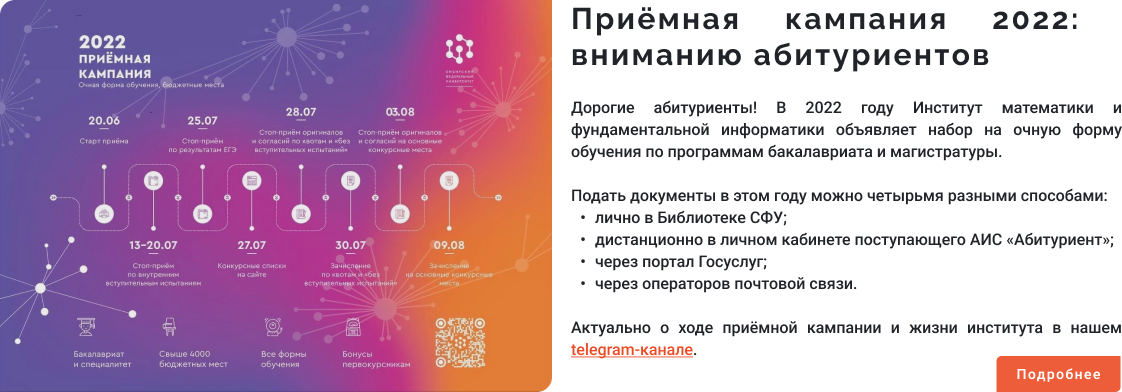 2022
ПРИЁМНАЯ
КАМПАНИЯ
Очная форма обучения, бюджетные места
СИБИРСКИЙ
ФЕДЕРАЛЬНЫЙ
УНИВЕРСИТЕТ
20.06
Старт приёма
25.07
Стоп-приём
по результатам ЕГЭ
28.07
Стоп-приём оригиналов
и согласий по квотам и «без
вступительных испытаний»
03.08
Стоп-приём оригиналов
и согласий на основные
конкурсные места
13–20.07
Стоп-приём
по внутренним
вступительным испытаниям
27.07
Конкурсные списки
на сайте
30.07
Зачисление
по квотам и «без
вступительных испытаний»
09.08
Зачисление
на основные конкурсные
места
Бакалавриат
и специалитет
Свыше 4000
бюджетных мест
Все формы
обучения
Бонусы
первокурсникам
Приёмная кампания 2022:
вниманию абитуриентов
Дорогие абитуриенты! В 2022 году Институт математики и
фундаментальной информатики объявляет набор на очную форму
обучения по программам бакалавриата и магистратуры.
Подать документы в этом году можно четырьмя разными способами:
• лично в Библиотеке СФУ;
• дистанционно в личном кабинете поступающего АИС «Абитуриент»;
• через портал Госуслуг;
• через операторов почтовой связи.
Актуально о ходе приёмной кампании и жизни института в нашем
telegram-канале.
Подробнее